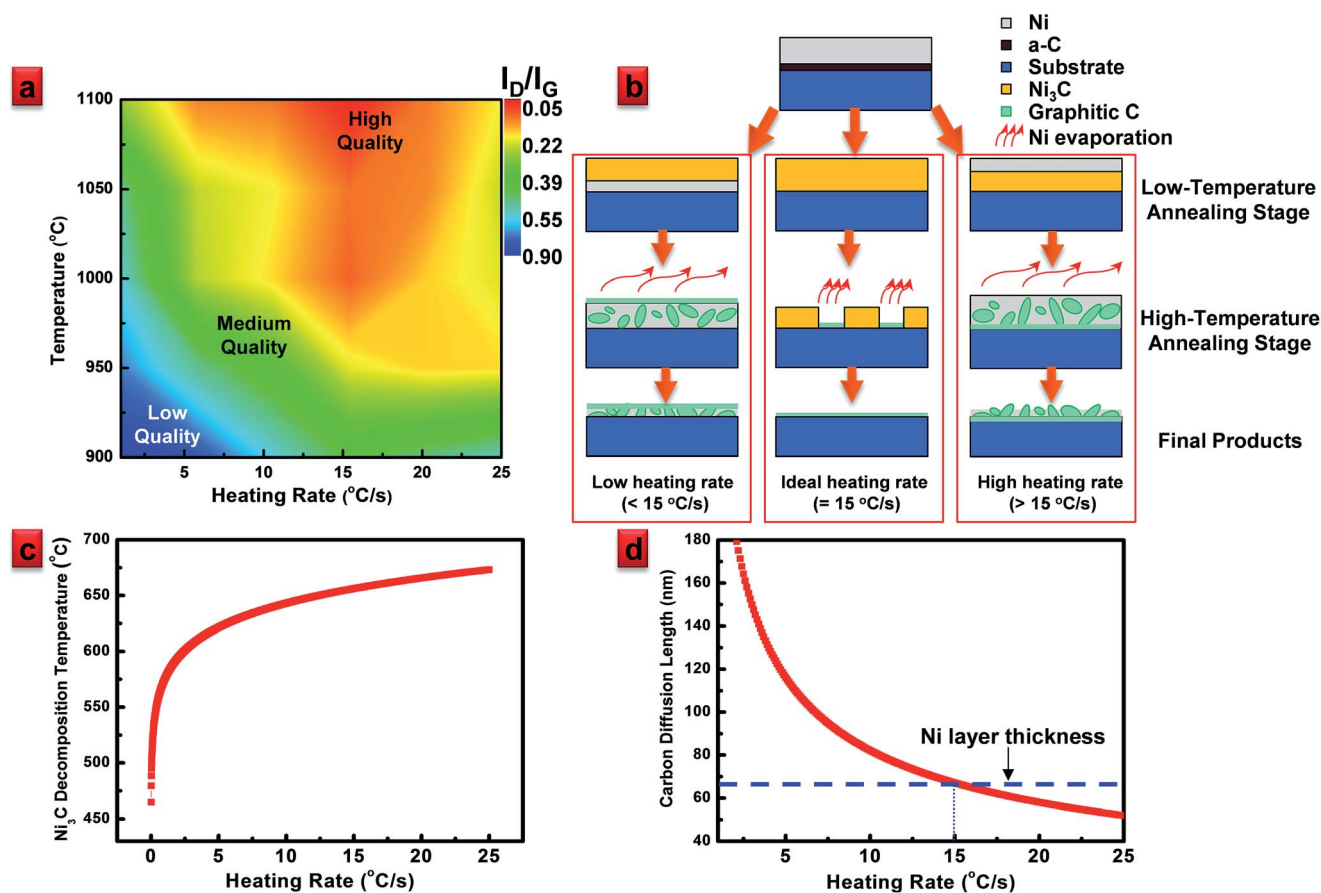 a
I_D/I_G
1100
1050
1000
950
900
Temperature (°C)
High
Quality
Medium
Quality
Low
Quality
0.05
0.22
0.39
0.55
0.90
5
10
15
20
25
Heating Rate (°C/s)
b
Ni
a-C
Substrate
Ni₃C
Graphitic C
Ni evaporation
Low-Temperature
Annealing Stage
High-Temperature
Annealing Stage
Final Products
Low heating rate
(< 15 °C/s)
Ideal heating rate
(= 15 °C/s)
High heating rate
(> 15 °C/s)
c
Ni₃C Decomposition Temperature (°C)
700
650
600
550
500
450
0
5
10
15
20
25
Heating Rate (°C/s)
d
Carbon Diffusion Length (nm)
180
160
140
120
100
80
60
40
Ni layer thickness
5
10
15
20
25
Heating Rate (°C/s)